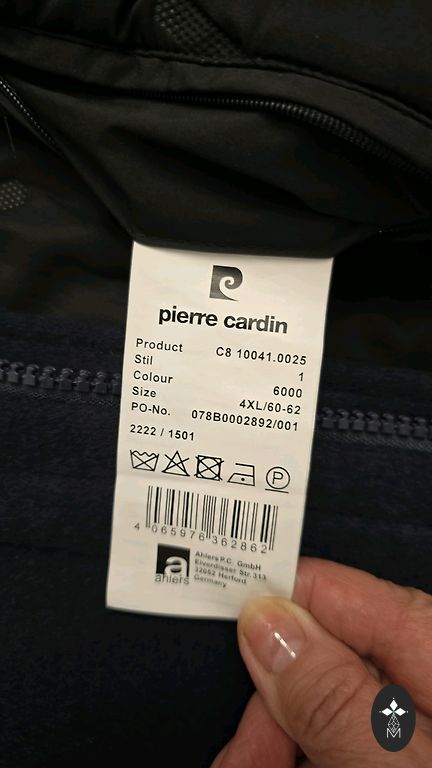 pierre cardin
Product C8 10041.0025
Stil 1
Colour 6000
Size 4XL/60-62
PO-No. 078B0002892/001
2222 / 1501
P
4 065976 362862
a
ahlers
Ahlers P.C. GmbH
Elverdisser Str. 313
32052 Herford
Germany
M